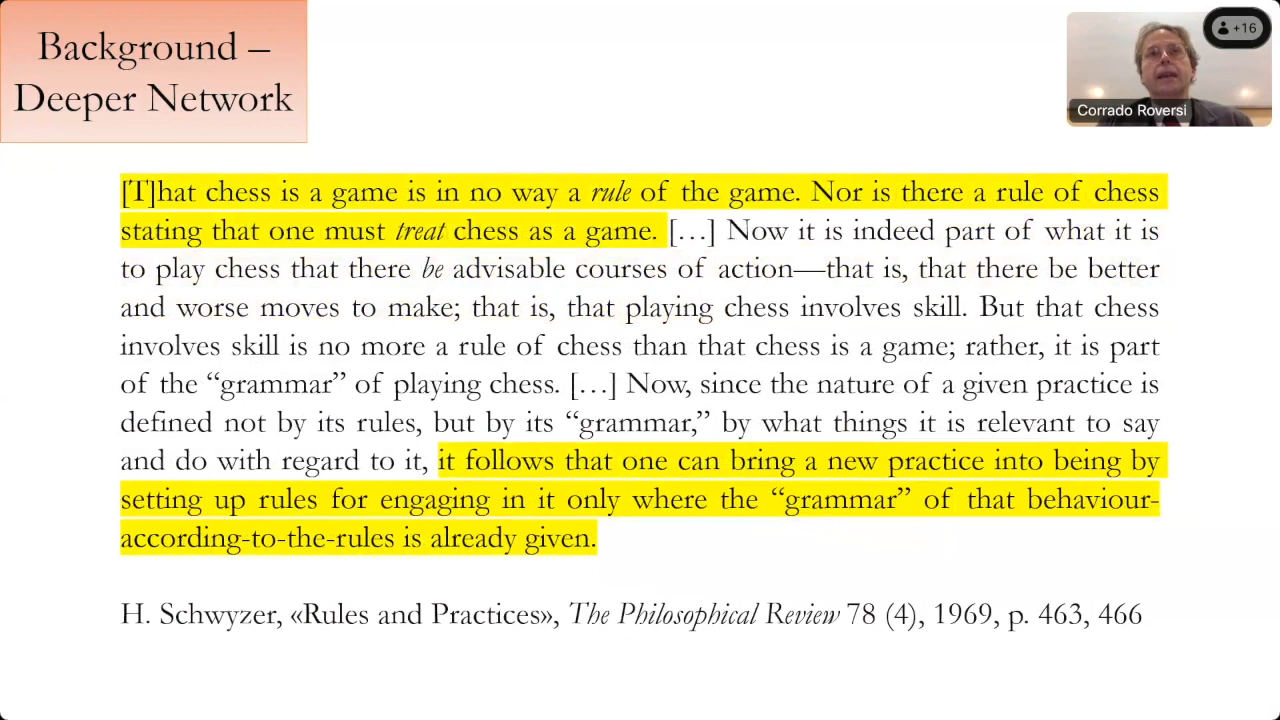 Background –
Deeper Network
+16
Corrado Roversi
[T]hat chess is a game is in no way a rule of the game. Nor is there a rule of chess
stating that one must treat chess as a game. […] Now it is indeed part of what it is
to play chess that there be advisable courses of action—that is, that there be better
and worse moves to make; that is, that playing chess involves skill. But that chess
involves skill is no more a rule of chess than that chess is a game; rather, it is part
of the “grammar” of playing chess. […] Now, since the nature of a given practice is
defined not by its rules, but by its “grammar,” by what things it is relevant to say
and do with regard to it, it follows that one can bring a new practice into being by
setting up rules for engaging in it only where the “grammar” of that behaviour-
according-to-the-rules is already given.
H. Schwyzer, «Rules and Practices», The Philosophical Review 78 (4), 1969, p. 463, 466